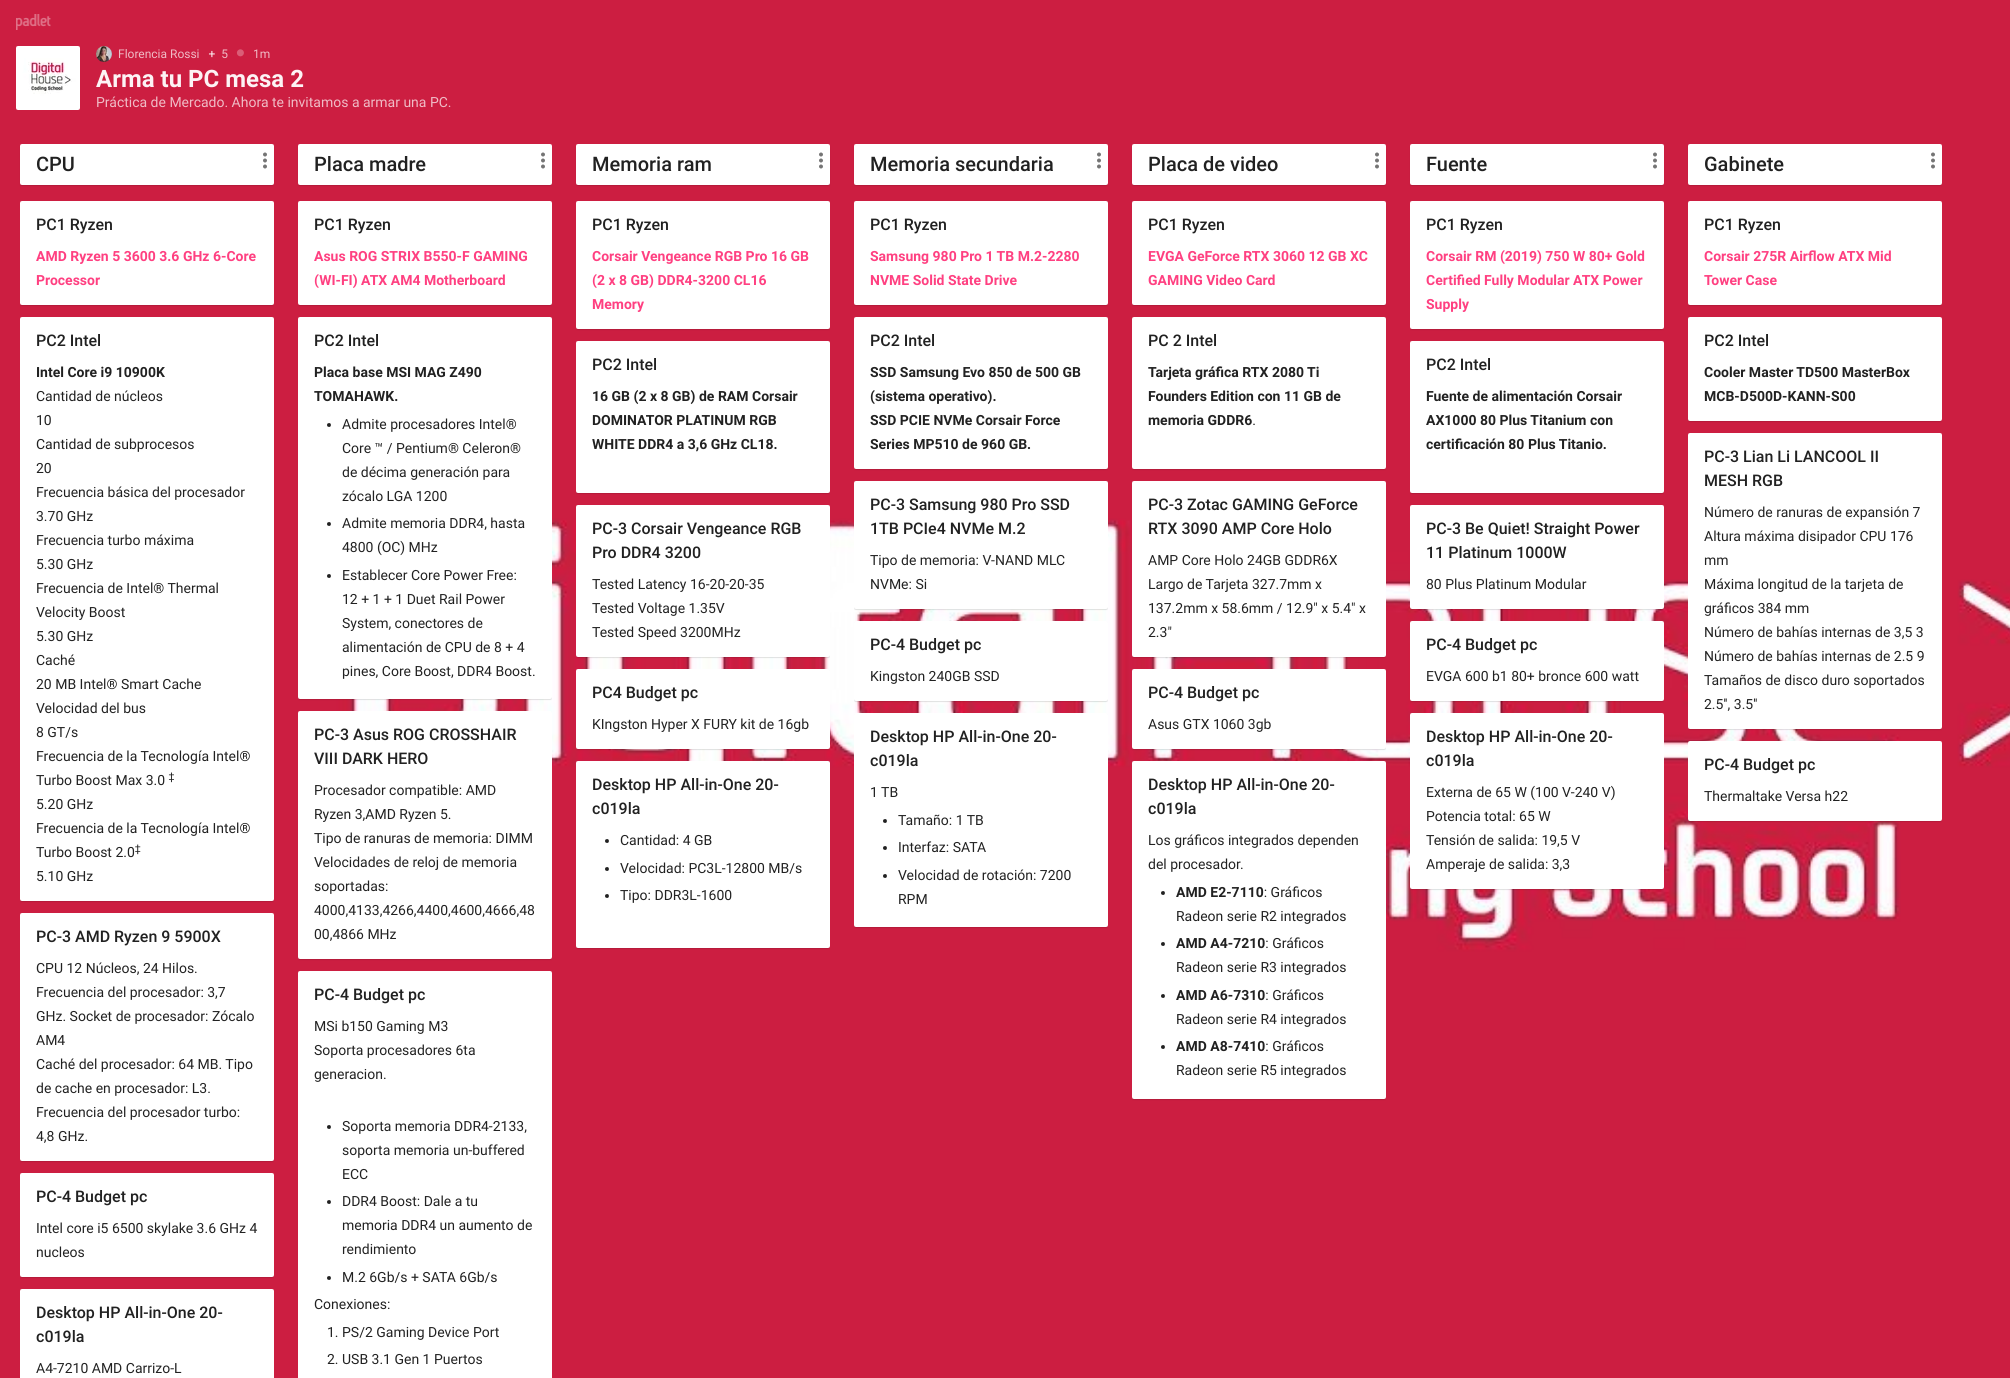 padlet
Digital
House>
Coding School
Florencia Rossi + 5 1m
Arma tu PC mesa 2
Práctica de Mercado. Ahora te invitamos a armar una PC.
CPU
PC1 Ryzen
AMD Ryzen 5 3600 3.6 GHz 6-Core
Processor
PC2 Intel
Intel Core i9 10900K
Cantidad de núcleos
10
Cantidad de subprocesos
20
Frecuencia básica del procesador
3.70 GHz
Frecuencia turbo máxima
5.30 GHz
Frecuencia de Intel® Thermal
Velocity Boost
5.30 GHz
Caché
20 MB Intel® Smart Cache
Velocidad del bus
8 GT/s
Frecuencia de la Tecnología Intel®
Turbo Boost Max 3.0 ‡
5.20 GHz
Frecuencia de la Tecnología Intel®
Turbo Boost 2.0‡
5.10 GHz
PC-3 AMD Ryzen 9 5900X
CPU 12 Núcleos, 24 Hilos.
Frecuencia del procesador: 3,7
GHz. Socket de procesador: Zócalo
AM4
Caché del procesador: 64 MB. Tipo
de cache en procesador: L3.
Frecuencia del procesador turbo:
4,8 GHz.
PC-4 Budget pc
Intel core i5 6500 skylake 3.6 GHz 4
nucleos
Desktop HP All-in-One 20-
c019la
A4-7210 AMD Carrizo-L
Placa madre
PC1 Ryzen
Asus ROG STRIX B550-F GAMING
(WI-FI) ATX AM4 Motherboard
PC2 Intel
Placa base MSI MAG Z490
TOMAHAWK.
• Admite procesadores Intel®
Core ™ / Pentium® Celeron®
de décima generación para
zócalo LGA 1200
• Admite memoria DDR4, hasta
4800 (OC) MHz
• Establecer Core Power Free:
12 + 1 + 1 Duet Rail Power
System, conectores de
alimentación de CPU de 8 + 4
pines, Core Boost, DDR4 Boost.
PC-3 Asus ROG CROSSHAIR
VIII DARK HERO
Procesador compatible: AMD
Ryzen 3,AMD Ryzen 5.
Tipo de ranuras de memoria: DIMM
Velocidades de reloj de memoria
soportadas:
4000,4133,4266,4400,4600,4666,48
00,4866 MHz
PC-4 Budget pc
MSi b150 Gaming M3
Soporta procesadores 6ta
generacion.
• Soporta memoria DDR4-2133,
soporta memoria un-buffered
ECC
• DDR4 Boost: Dale a tu
memoria DDR4 un aumento de
rendimiento
• M.2 6Gb/s + SATA 6Gb/s
Conexiones:
1. PS/2 Gaming Device Port
2. USB 3.1 Gen 1 Puertos
Memoria ram
PC1 Ryzen
Corsair Vengeance RGB Pro 16 GB
(2 x 8 GB) DDR4-3200 CL16
Memory
PC2 Intel
16 GB (2 x 8 GB) de RAM Corsair
DOMINATOR PLATINUM RGB
WHITE DDR4 a 3,6 GHz CL18.
PC-3 Corsair Vengeance RGB
Pro DDR4 3200
Tested Latency 16-20-20-35
Tested Voltage 1.35V
Tested Speed 3200MHz
PC4 Budget pc
KIngston Hyper X FURY kit de 16gb
Desktop HP All-in-One 20-
c019la
• Cantidad: 4 GB
• Velocidad: PC3L-12800 MB/s
• Tipo: DDR3L-1600
Memoria secundaria
PC1 Ryzen
Samsung 980 Pro 1 TB M.2-2280
NVME Solid State Drive
PC2 Intel
SSD Samsung Evo 850 de 500 GB
(sistema operativo).
SSD PCIE NVMe Corsair Force
Series MP510 de 960 GB.
PC-3 Samsung 980 Pro SSD
1TB PCIe4 NVMe M.2
Tipo de memoria: V-NAND MLC
NVMe: Si
PC-4 Budget pc
Kingston 240GB SSD
Desktop HP All-in-One 20-
c019la
1 TB
• Tamaño: 1 TB
• Interfaz: SATA
• Velocidad de rotación: 7200
RPM
Placa de video
PC1 Ryzen
EVGA GeForce RTX 3060 12 GB XC
GAMING Video Card
PC 2 Intel
Tarjeta gráfica RTX 2080 Ti
Founders Edition con 11 GB de
memoria GDDR6.
PC-3 Zotac GAMING GeForce
RTX 3090 AMP Core Holo
AMP Core Holo 24GB GDDR6X
Largo de Tarjeta 327.7mm x
137.2mm x 58.6mm / 12.9" x 5.4" x
2.3"
PC-4 Budget pc
Asus GTX 1060 3gb
Desktop HP All-in-One 20-
c019la
Los gráficos integrados dependen
del procesador.
• AMD E2-7110: Gráficos
Radeon serie R2 integrados
• AMD A4-7210: Gráficos
Radeon serie R3 integrados
• AMD A6-7310: Gráficos
Radeon serie R4 integrados
• AMD A8-7410: Gráficos
Radeon serie R5 integrados
Fuente
PC1 Ryzen
Corsair RM (2019) 750 W 80+ Gold
Certified Fully Modular ATX Power
Supply
PC2 Intel
Fuente de alimentación Corsair
AX1000 80 Plus Titanium con
certificación 80 Plus Titanio.
PC-3 Be Quiet! Straight Power
11 Platinum 1000W
80 Plus Platinum Modular
PC-4 Budget pc
EVGA 600 b1 80+ bronce 600 watt
Desktop HP All-in-One 20-
c019la
Externa de 65 W (100 V-240 V)
Potencia total: 65 W
Tensión de salida: 19,5 V
Amperaje de salida: 3,3
Gabinete
PC1 Ryzen
Corsair 275R Airflow ATX Mid
Tower Case
PC2 Intel
Cooler Master TD500 MasterBox
MCB-D500D-KANN-S00
PC-3 Lian Li LANCOOL II
MESH RGB
Número de ranuras de expansión 7
Altura máxima disipador CPU 176
mm
Máxima longitud de la tarjeta de
gráficos 384 mm
Número de bahías internas de 3,5 3
Número de bahías internas de 2.5 9
Tamaños de disco duro soportados
2.5", 3.5"
PC-4 Budget pc
Thermaltake Versa h22
ng School